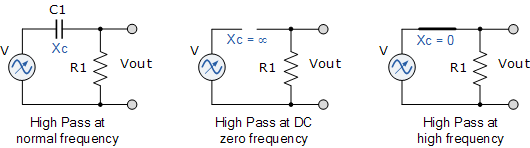 C1
V
Xc
R1
Vout
High Pass at
normal frequency
V
Xc = ∞
R1
Vout
High Pass at DC
zero frequency
V
Xc = 0
R1
Vout
High Pass at
high frequency